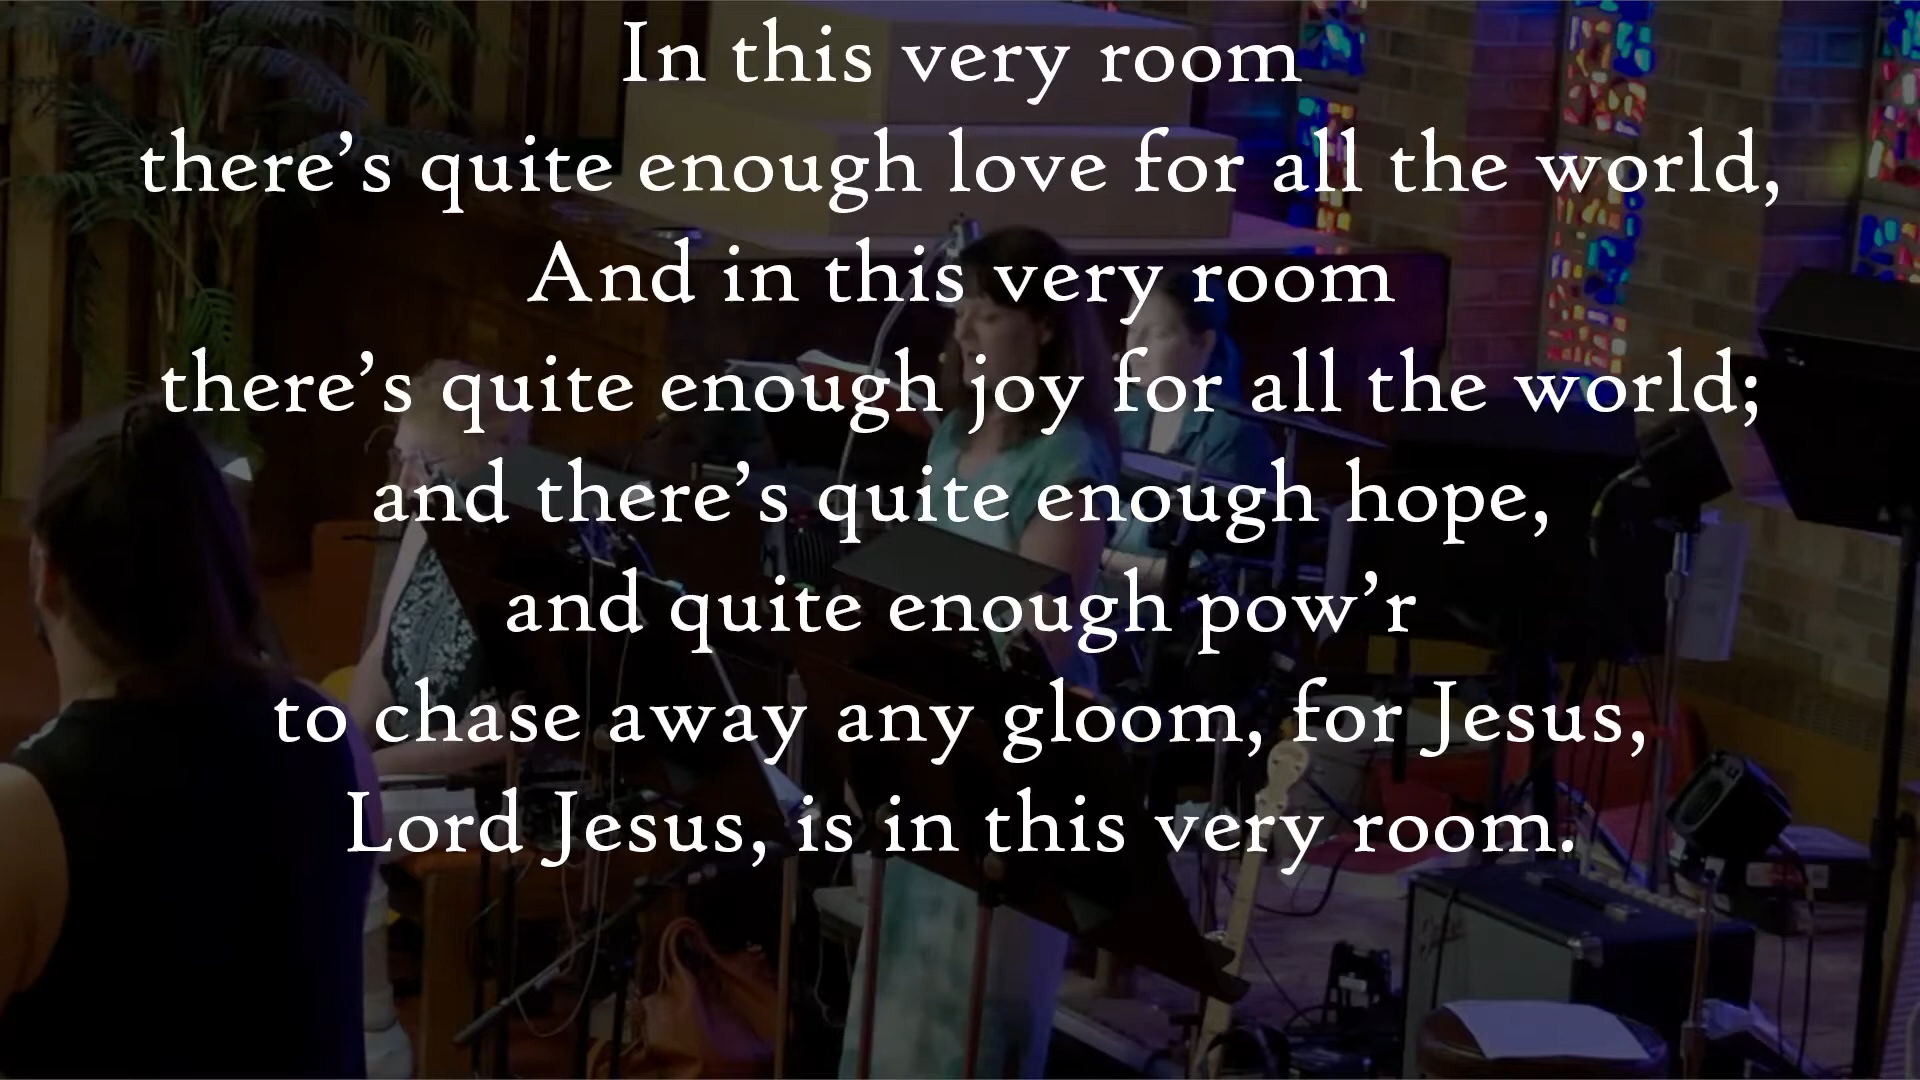 In this very room
there’s quite enough love for all the world,
And in this very room
there’s quite enough joy for all the world;
and there’s quite enough hope,
and quite enough pow’r
to chase away any gloom, for Jesus,
Lord Jesus, is in this very room.